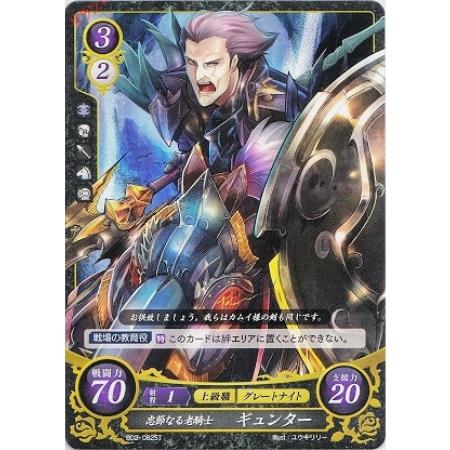 3
2
お供致しましょう。我らはカムイ様の剣も同じです。
戦場の教育役 特 このカードは絆エリアに置くことができない。
戦闘力 70
射程 1
上級職 グレートナイト
支援力 20
忠節なる老騎士 ギュンター
B02-082ST
Illust:ユウキリリー